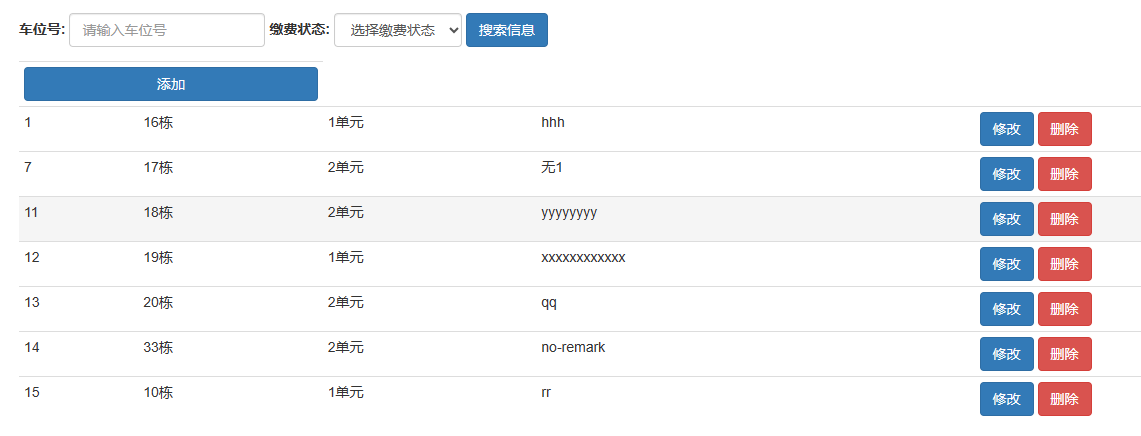 车位号: 请输入车位号 缴费状态: 选择缴费状态 搜索信息
添加
1 16栋 1单元 hhh 修改 删除
7 17栋 2单元 无1 修改 删除
11 18栋 2单元 yyyyyyyy 修改 删除
12 19栋 1单元 xxxxxxxxxxxx 修改 删除
13 20栋 2单元 qq 修改 删除
14 33栋 2单元 no-remark 修改 删除
15 10栋 1单元 rr 修改 删除